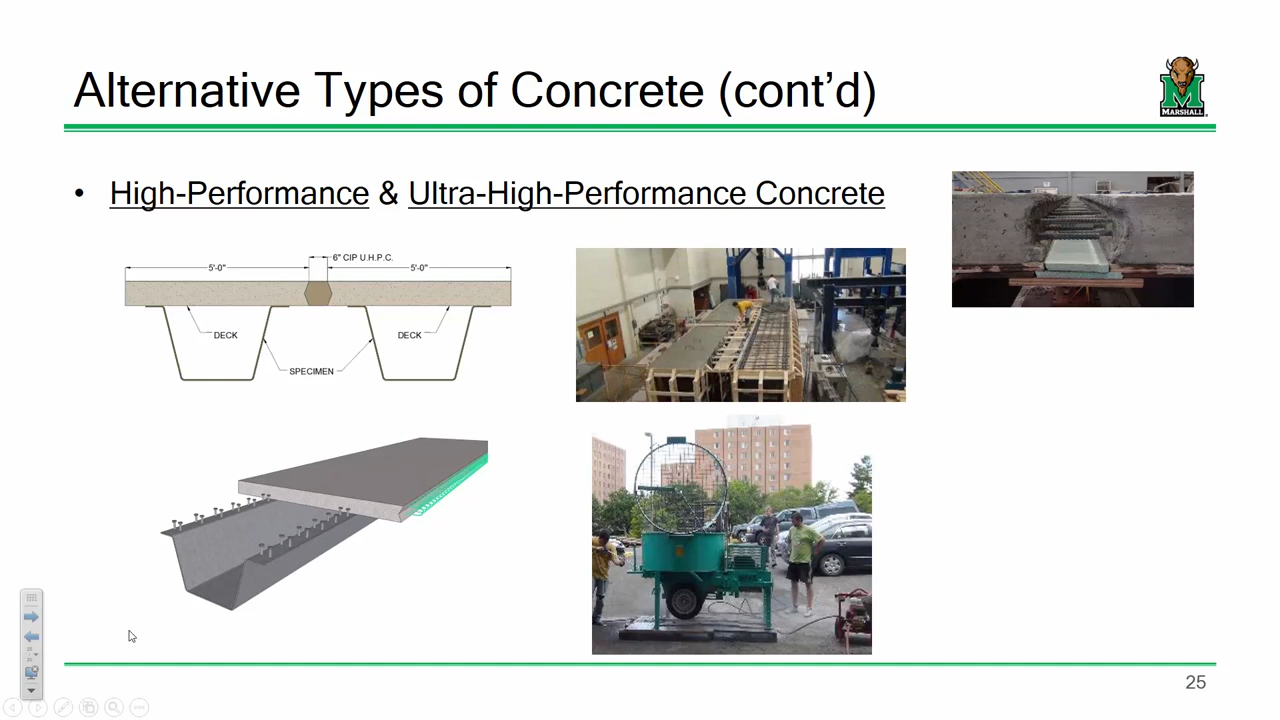 Alternative Types of Concrete (cont’d)
MARSHALL
• High-Performance & Ultra-High-Performance Concrete
6" CIP U.H.P.C.
5'-0" 5'-0"
DECK DECK
SPECIMEN
25